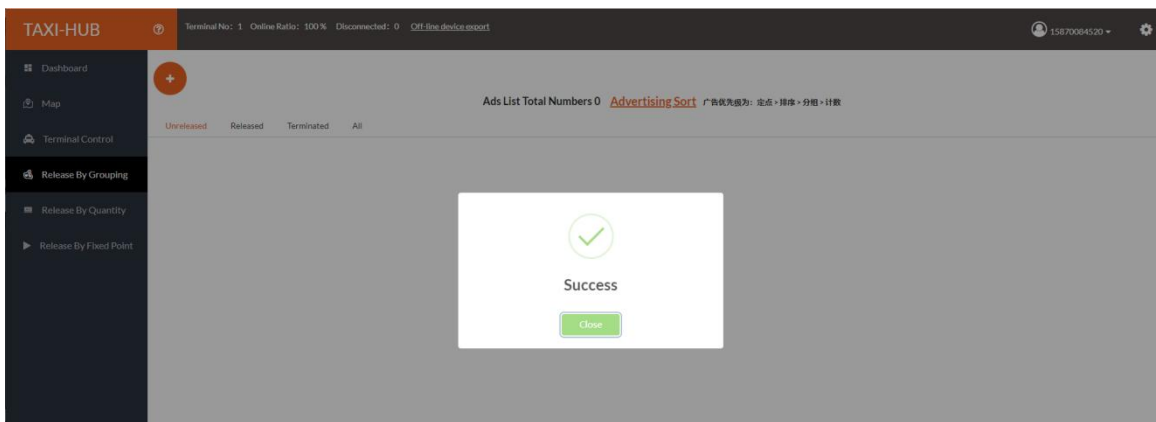 TAXI-HUB
Terminal No: 1 Online Ratio: 100 % Disconnected: 0 Off-line device export
15870084520
Dashboard
Map
Terminal Control
Release By Grouping
Release By Quantity
Release By Fixed Point
Ads List Total Numbers 0 Advertising Sort 广告优先级为: 定点 > 排序 > 分组 > 计数
Unreleased Released Terminated All
Success
Close